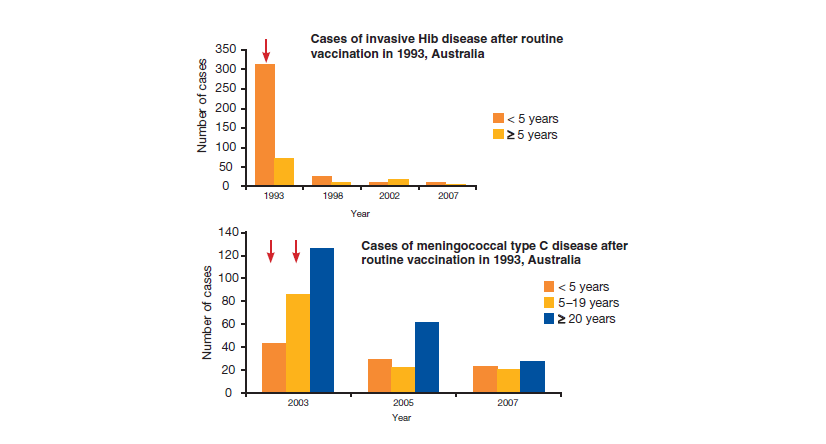 Cases of invasive Hib disease after routine
vaccination in 1993, Australia
Number of cases
350
300
250
200
150
100
50
0
< 5 years
≥ 5 years
1993 1998 2002 2007
Year
Cases of meningococcal type C disease after
routine vaccination in 1993, Australia
Number of cases
140
120
100
80
60
40
20
0
< 5 years
5–19 years
≥ 20 years
2003 2005 2007
Year